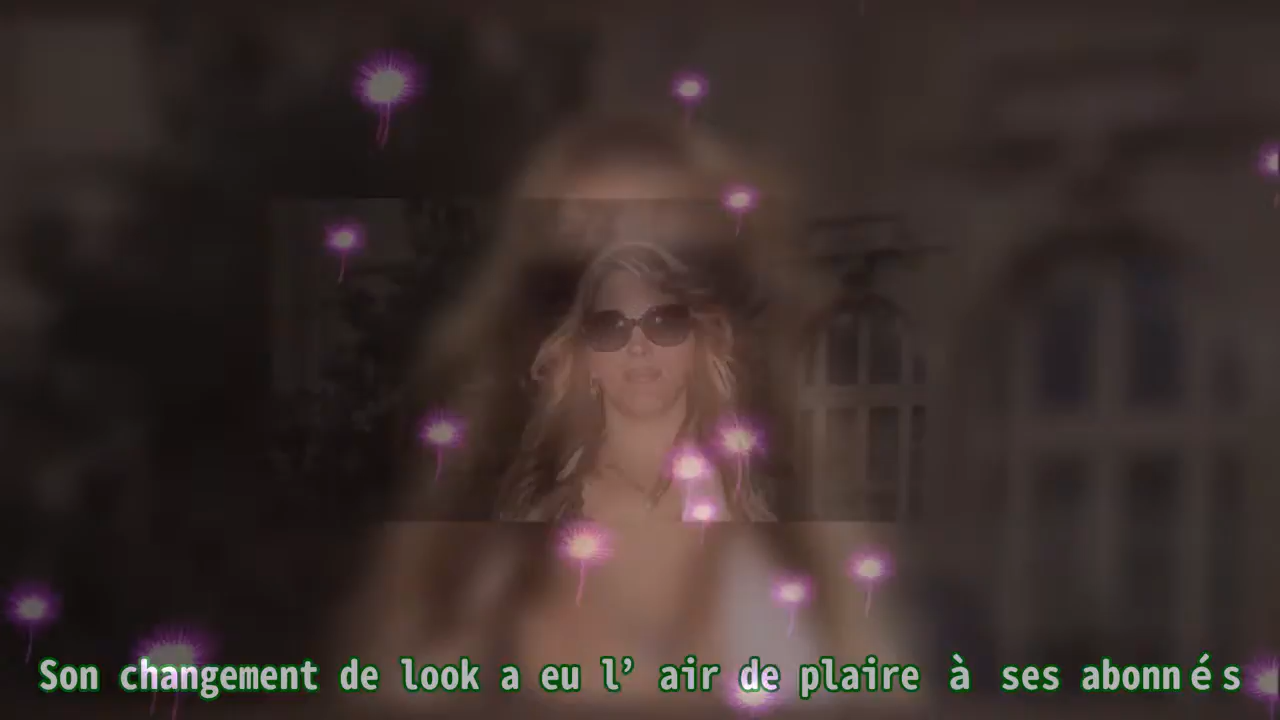 Son changement de look a eu l’ air de plaire à ses abonnés